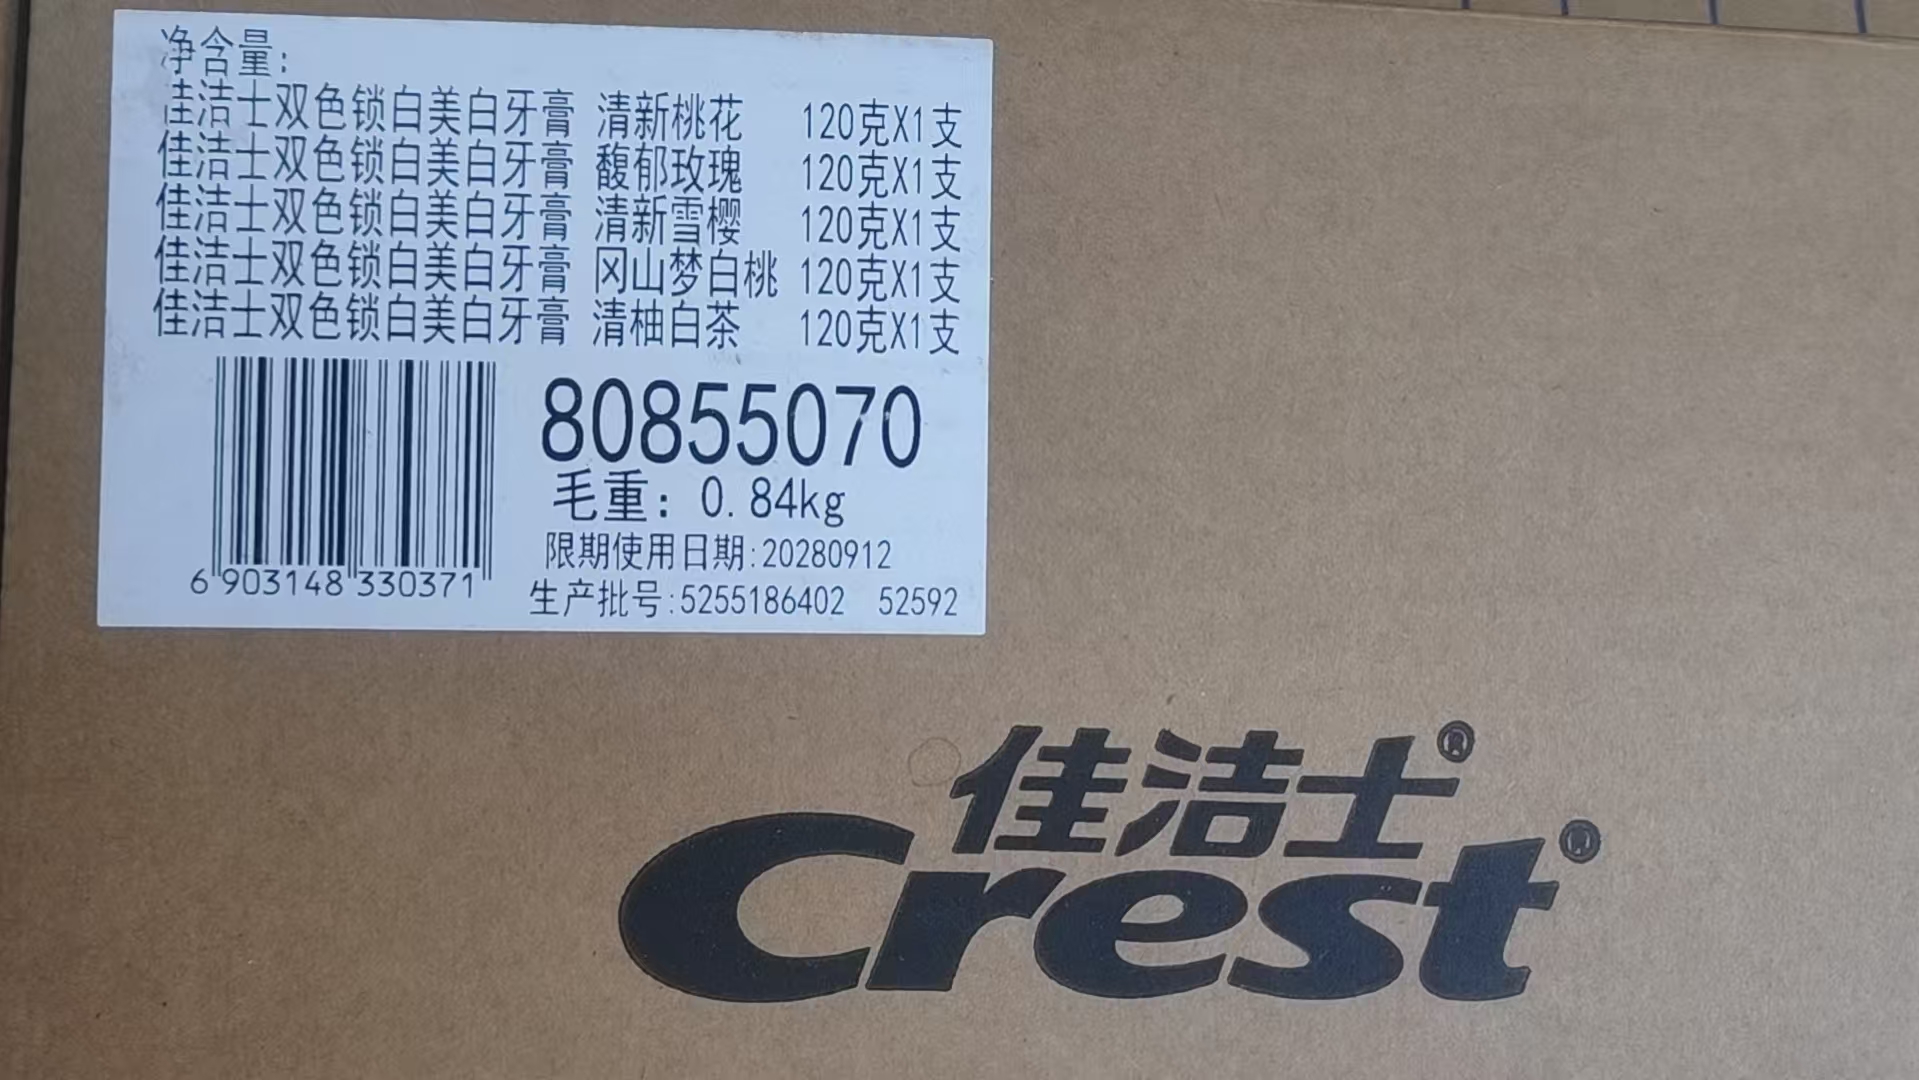 净含量:
佳洁士双色锁白美白牙膏 清新桃花 120克X1支
佳洁士双色锁白美白牙膏 馥郁玫瑰 120克X1支
佳洁士双色锁白美白牙膏 清新雪樱 120克X1支
佳洁士双色锁白美白牙膏 冈山梦白桃 120克X1支
佳洁士双色锁白美白牙膏 清柚白茶 120克X1支
80855070
毛重: 0.84kg
限期使用日期:20280912
6 903148 330371
生产批号:5255186402 52592
佳洁士®
Crest®